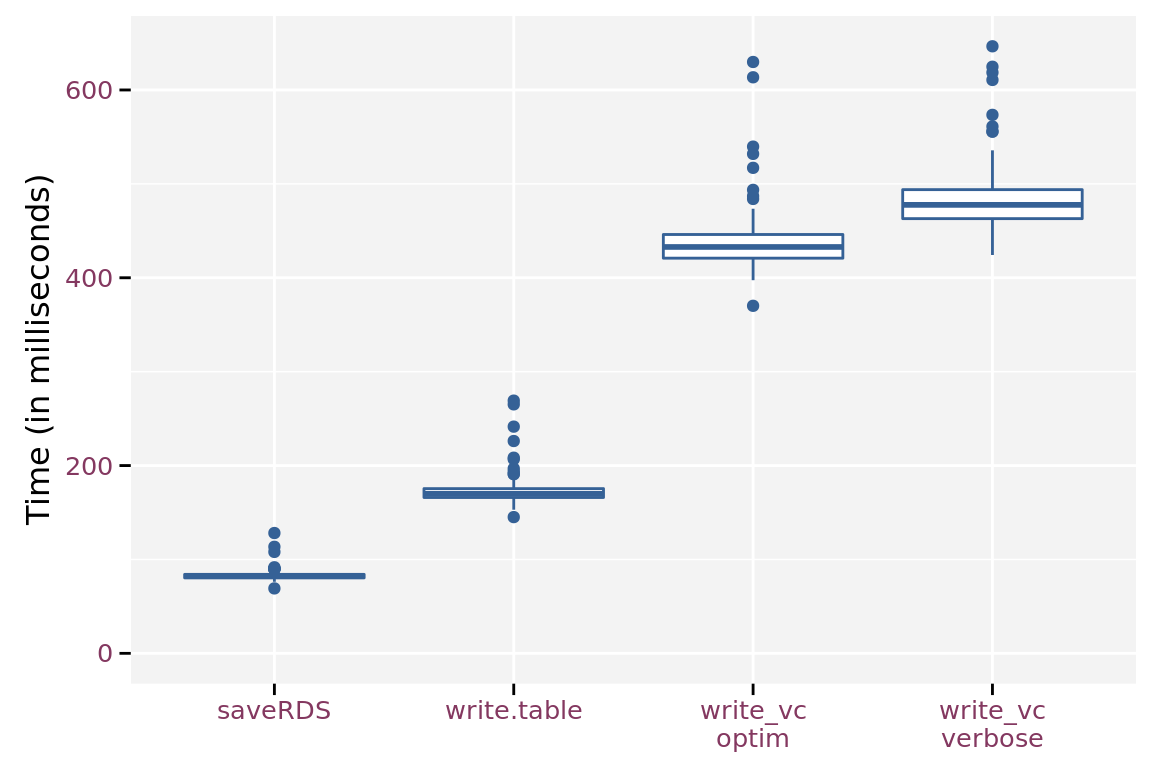 Time (in milliseconds)
600
400
200
0
saveRDS
write.table
write_vc
optim
write_vc
verbose